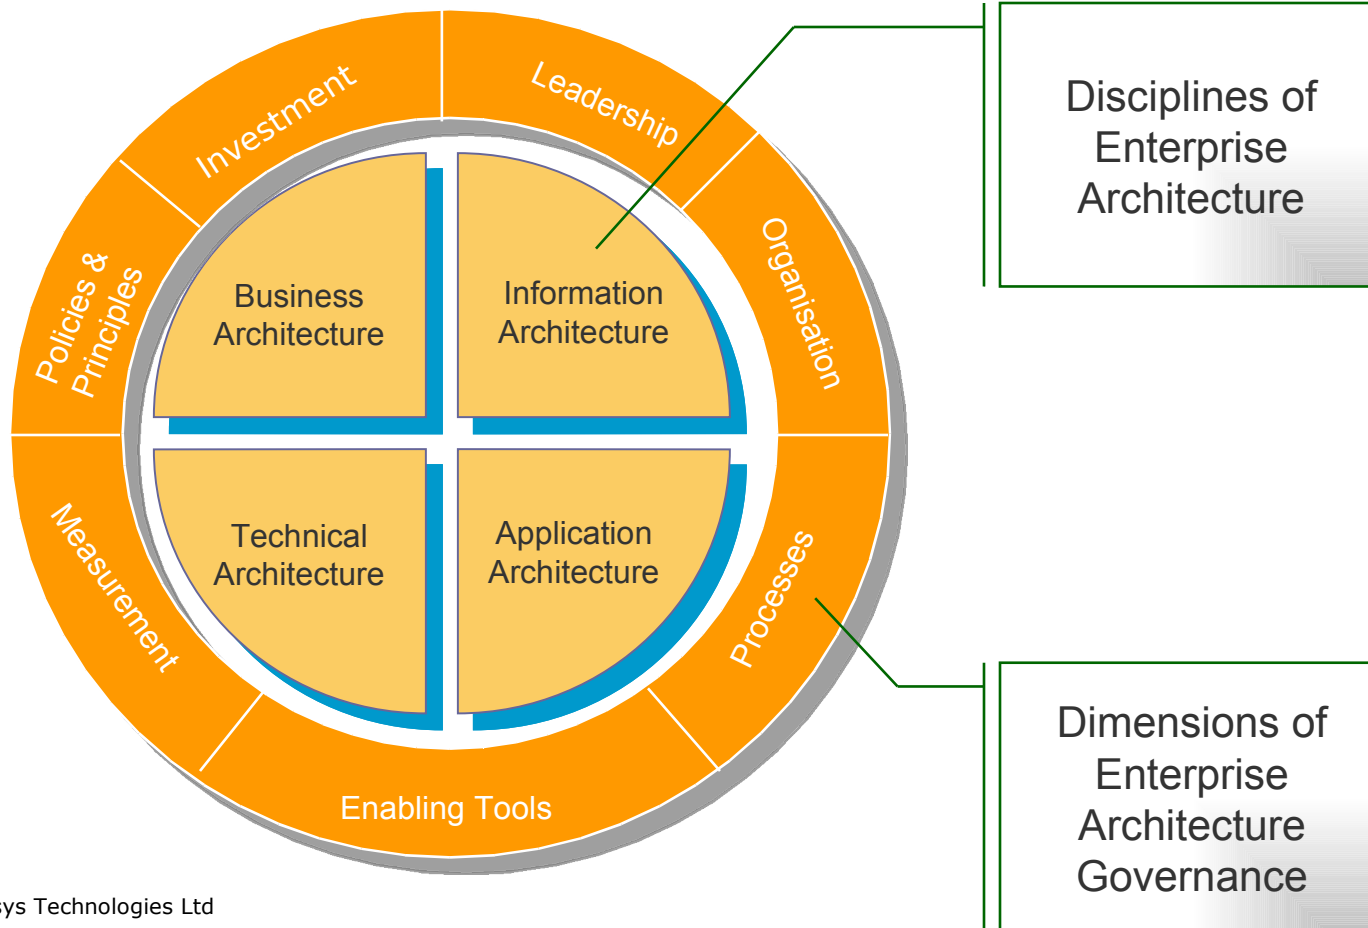 Investment
Leadership
Policies &
Principles
Organisation
Measurement
Processes
Enabling Tools
Business
Architecture
Information
Architecture
Technical
Architecture
Application
Architecture
Disciplines of
Enterprise
Architecture
Dimensions of
Enterprise
Architecture
Governance
sys Technologies Ltd